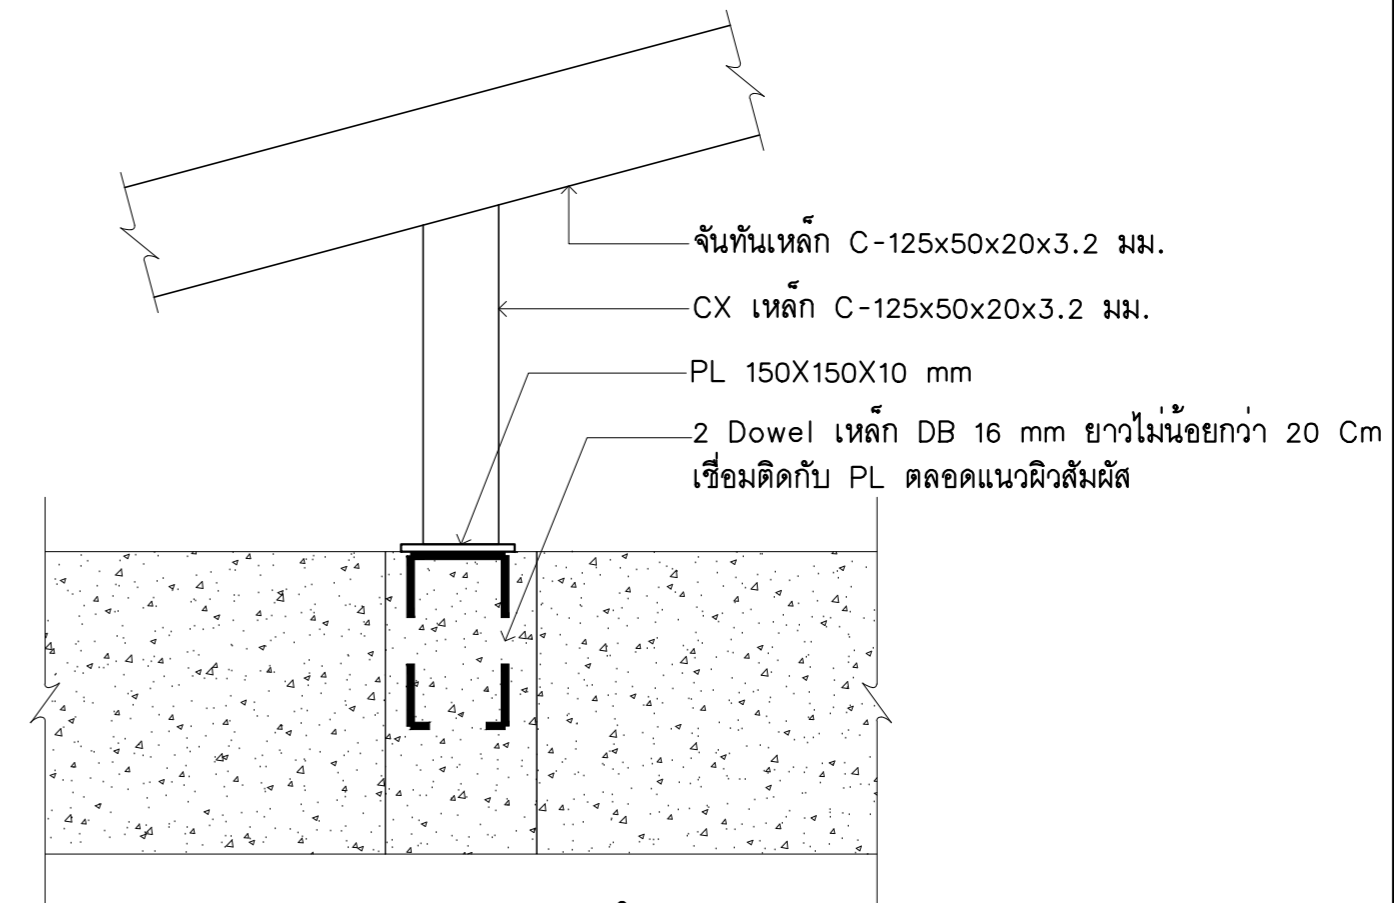 จันทันเหล็ก C-125x50x20x3.2 มม.
CX เหล็ก C-125x50x20x3.2 มม.
PL 150X150X10 mm
2 Dowel เหล็ก DB 16 mm ยาวไม่น้อยกว่า 20 Cm
เชื่อมติดกับ PL ตลอดแนวผิวสัมผัส